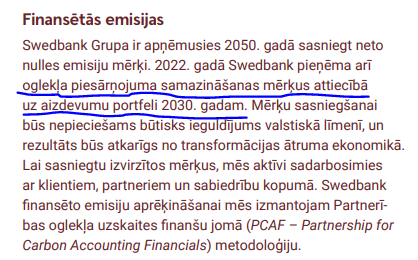 Finansētās emisijas
Swedbank Grupa ir apņēmusies 2050. gadā sasniegt neto
nulles emisiju mērķi. 2022. gadā Swedbank pieņēma arī
oglekļa piesārņojuma samazināšanas mērķus attiecībā
uz aizdevumu portfeli 2030. gadam. Mērķu sasniegšanai
būs nepieciešams būtisks ieguldījums valstiskā līmenī, un
rezultāts būs atkarīgs no transformācijas ātruma ekonomikā.
Lai sasniegtu izvirzītos mērķus, mēs aktīvi sadarbosimies
ar klientiem, partneriem un sabiedrību kopumā. Swedbank
finansēto emisiju aprēķināšanai mēs izmantojam Partnerī-
bas oglekļa uzskaites finanšu jomā (PCAF – Partnership for
Carbon Accounting Financials) metodoloģiju.